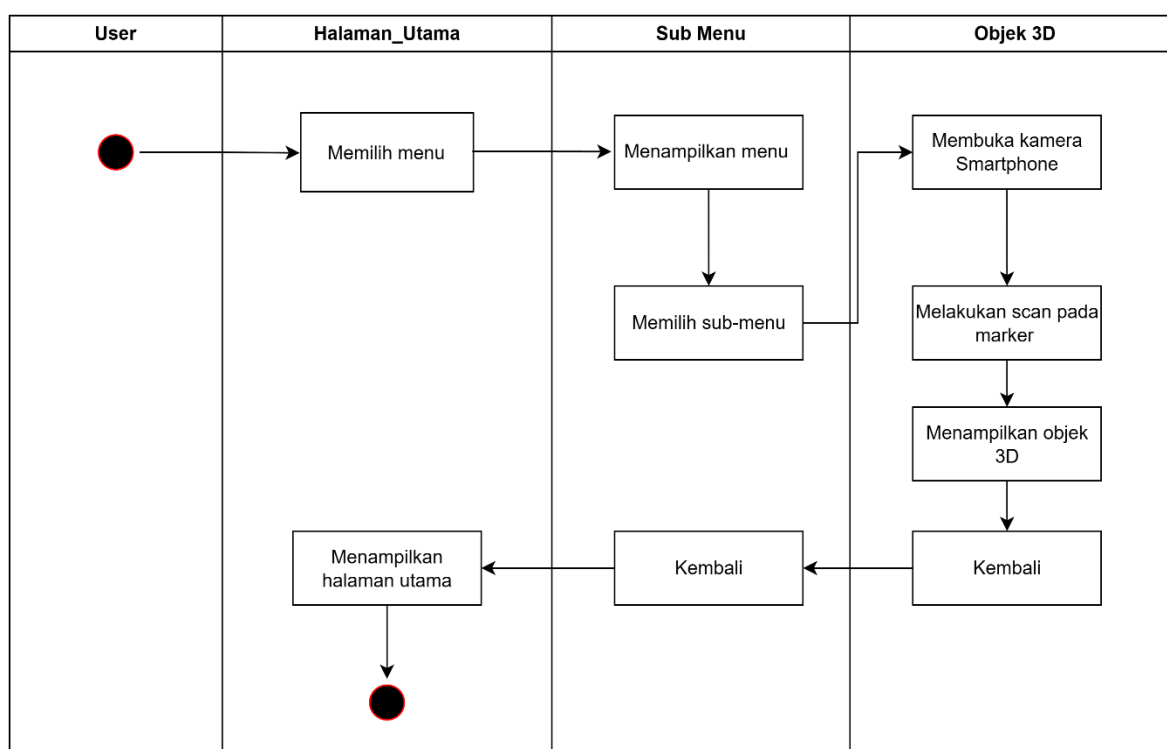 User
Halaman_Utama
Sub Menu
Objek 3D
Memilih menu
Menampilkan menu
Membuka kamera
Smartphone
Memilih sub-menu
Melakukan scan pada
marker
Menampilkan objek
3D
Menampilkan
halaman utama
Kembali
Kembali